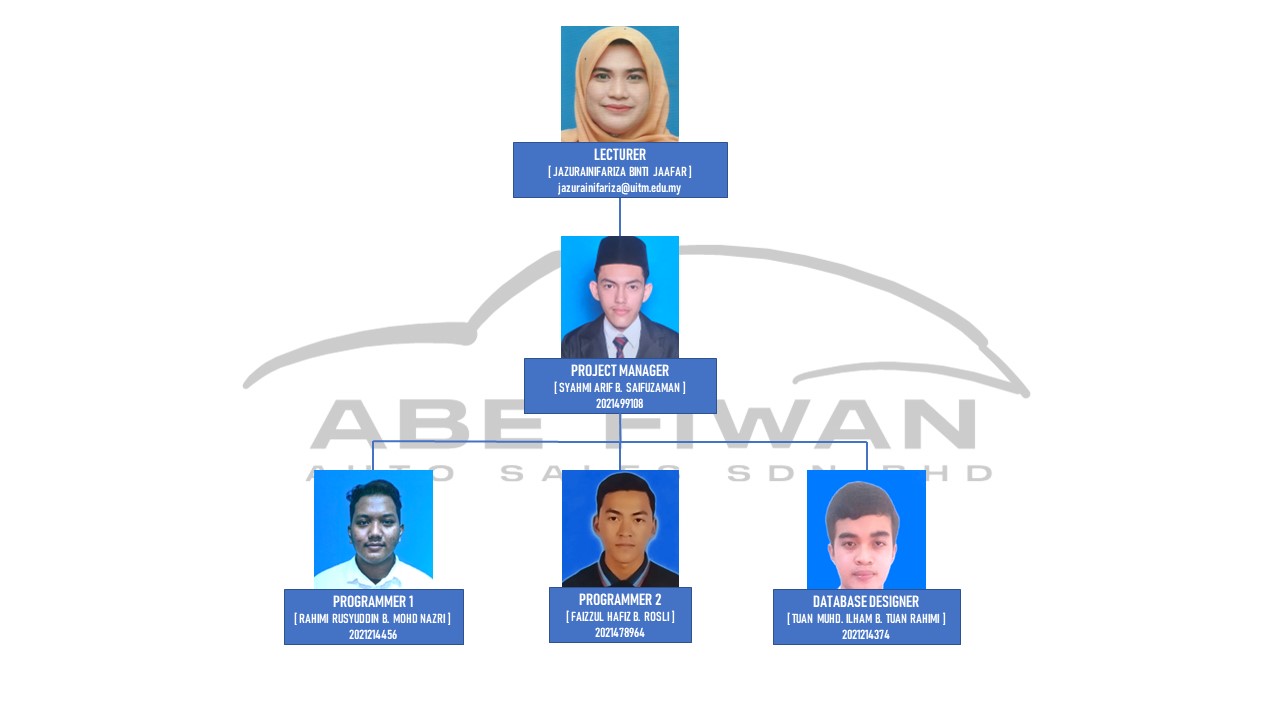 LECTURER
[ JAZURAINIFARIZA BINTI JAAFAR ]
jazurainifariza@uitm.edu.my
PROJECT MANAGER
[ SYAHMI ARIF B. SAIFUZAMAN ]
2021499108
ABE FIWAN
AUTO SALES SDN BHD
PROGRAMMER 1
[ RAHIMI RUSYUDDIN B. MOHD NAZRI ]
2021214456
PROGRAMMER 2
[ FAIZZUL HAFIZ B. ROSLI ]
2021478964
DATABASE DESIGNER
[ TUAN MUHD. ILHAM B. TUAN RAHIMI ]
2021214374